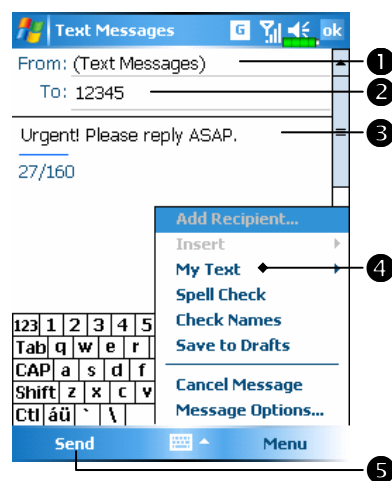 Text Messages G ok
From: (Text Messages) 1
To: 12345 2
Urgent! Please reply ASAP. 3
27/160
Add Recipient...
Insert
My Text 4
Spell Check
Check Names
Save to Drafts
Cancel Message
Message Options...
123 1 2 3 4 5
Tab q w e r
CAP a s d f
Shift z x c v
Ctl áü ` \
Send Menu
5